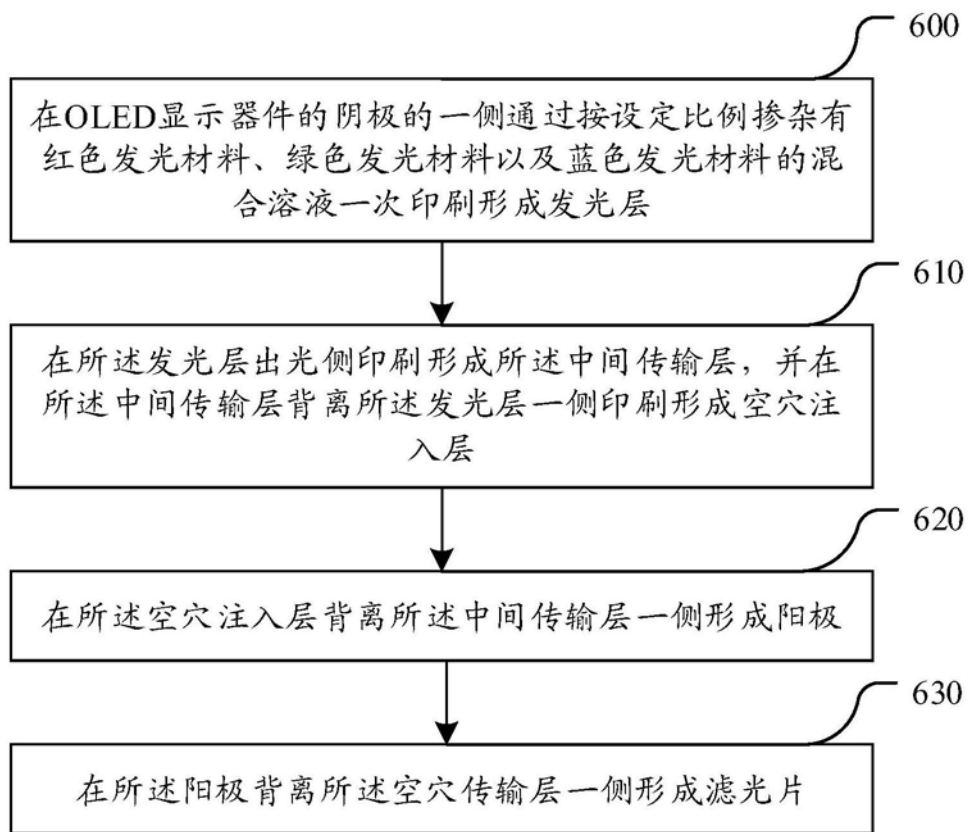 600
在OLED显示器件的阴极的一侧通过按设定比例掺杂有
红色发光材料、绿色发光材料以及蓝色发光材料的混
合溶液一次印刷形成发光层
610
在所述发光层出光侧印刷形成所述中间传输层，并在
所述中间传输层背离所述发光层一侧印刷形成空穴注
入层
620
在所述空穴注入层背离所述中间传输层一侧形成阳极
630
在所述阳极背离所述空穴传输层一侧形成滤光片